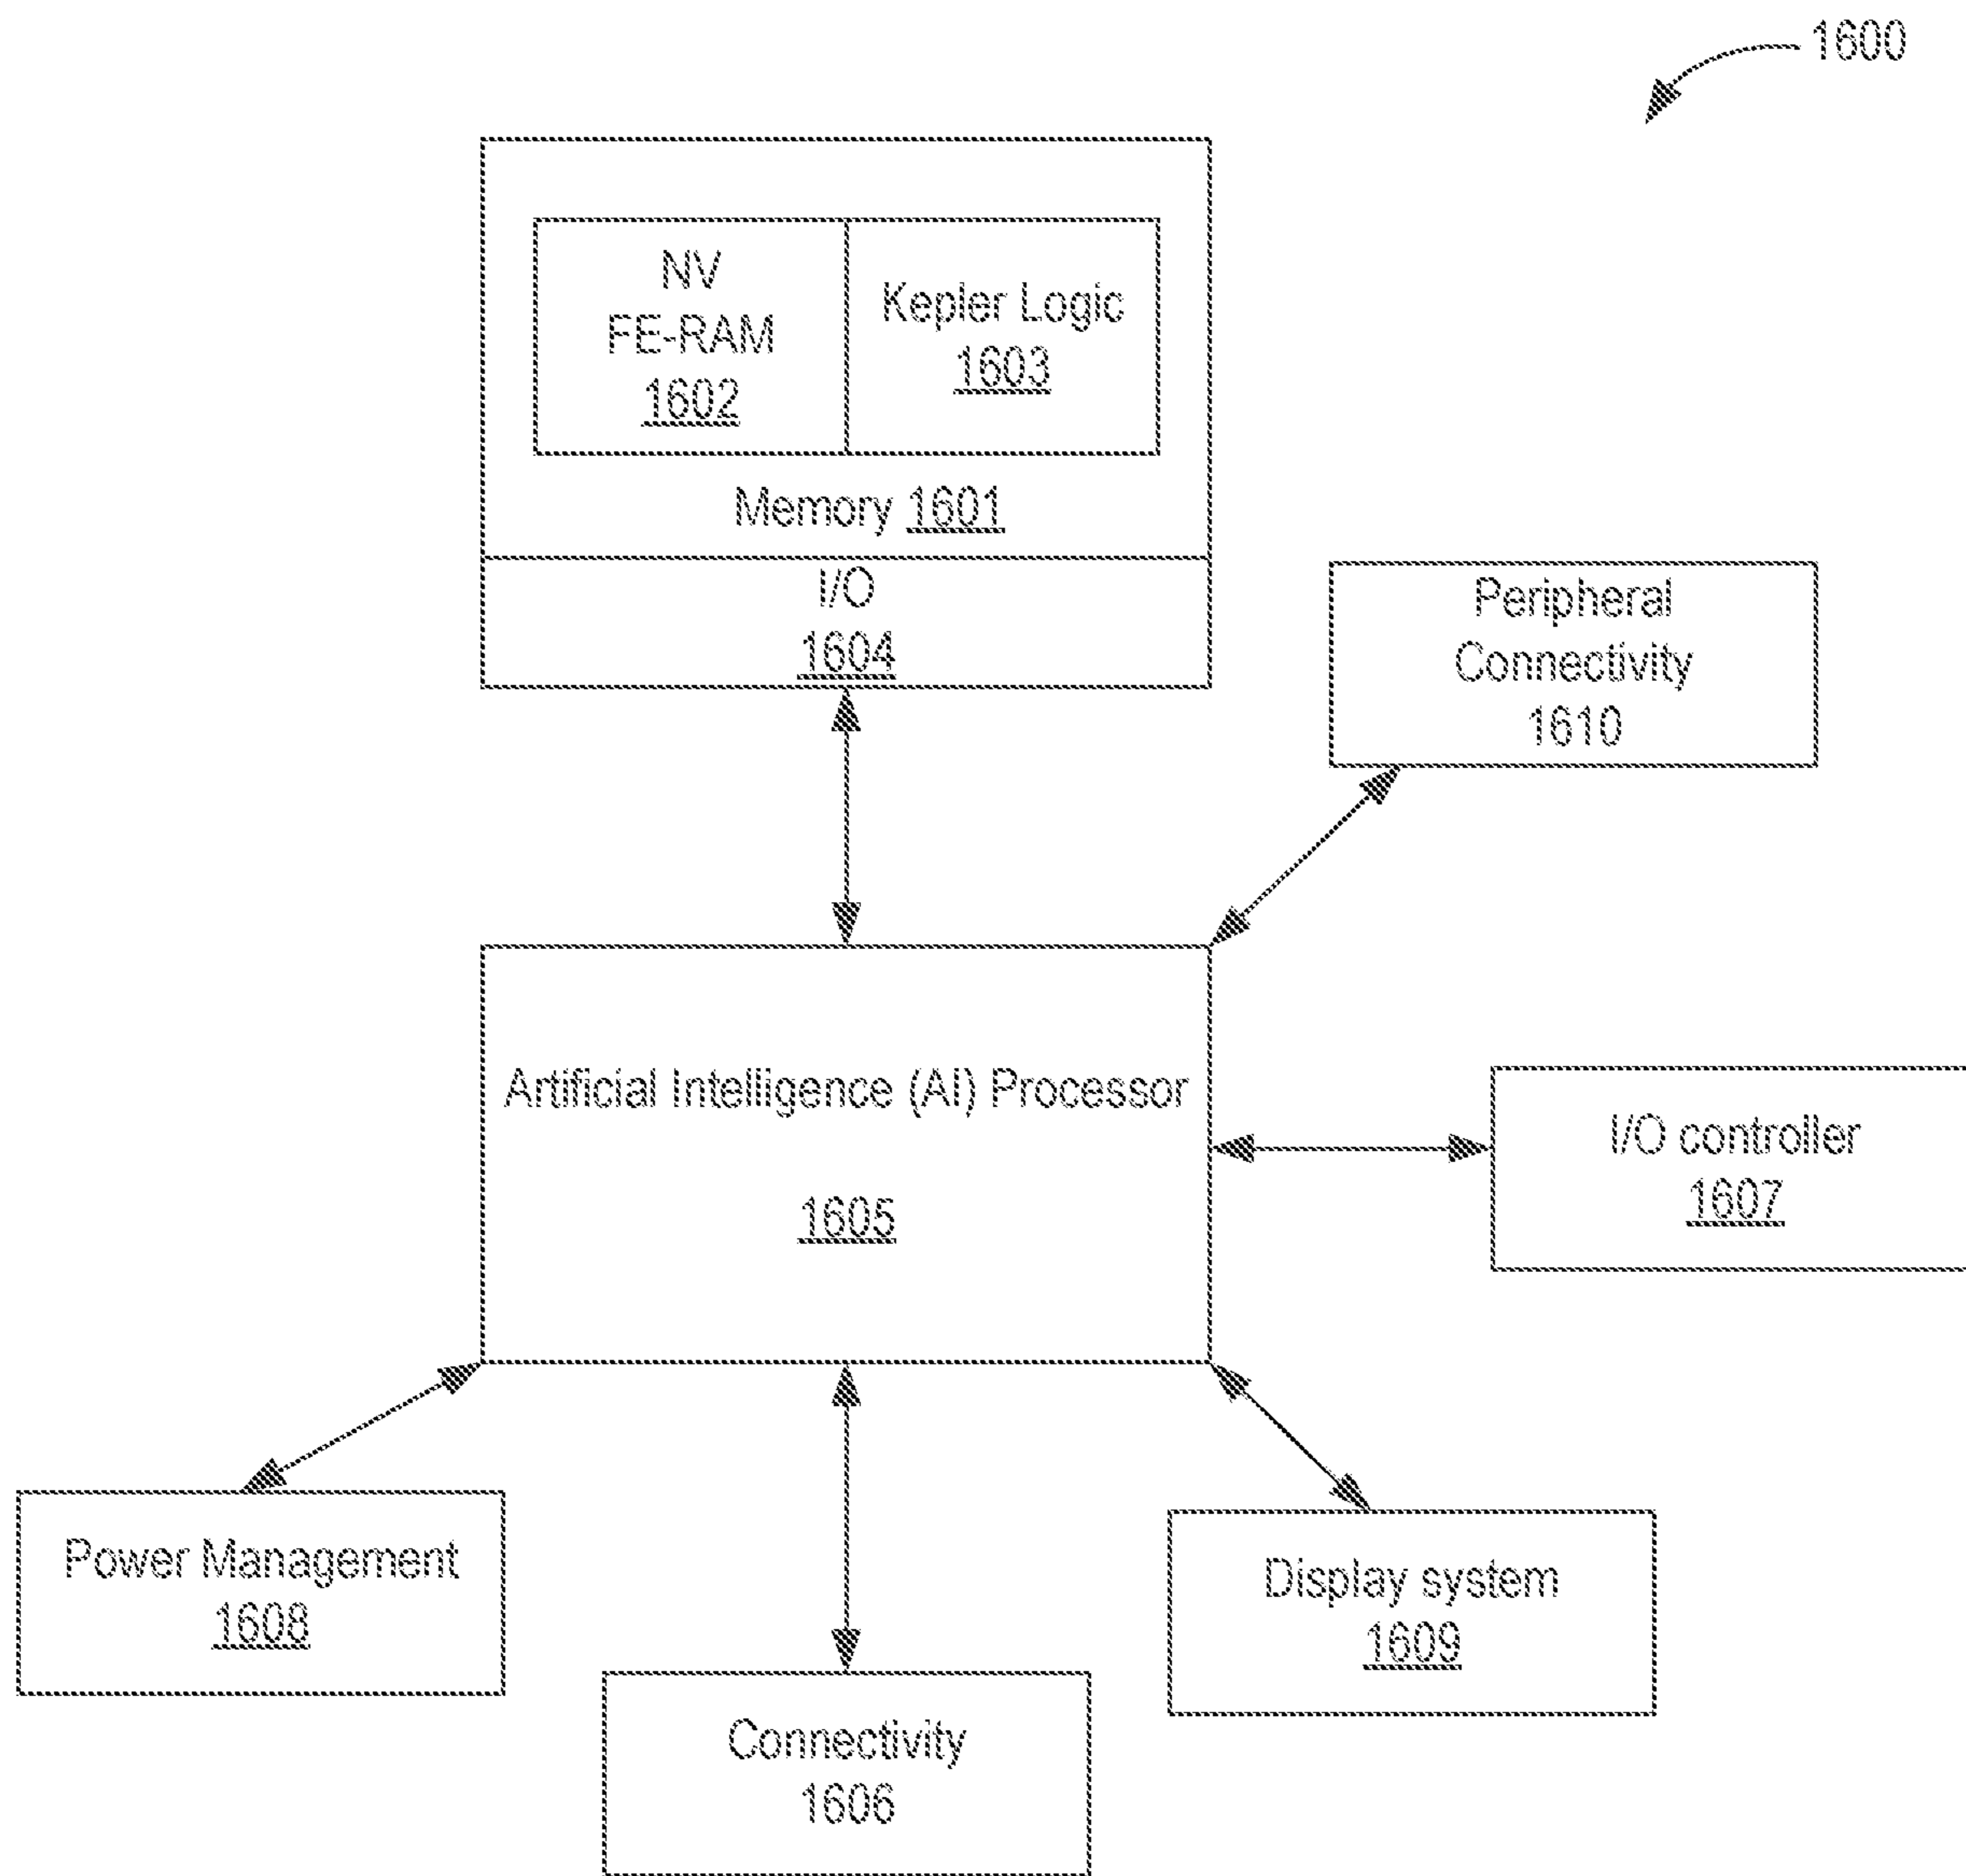 1600
NV
FE-RAM
1602
Kepler Logic
1603
Memory 1601
I/O
1604
Peripheral
Connectivity
1610
Artificial Intelligence (AI) Processor
1605
I/O controller
1607
Power Management
1608
Display system
1609
Connectivity
1606